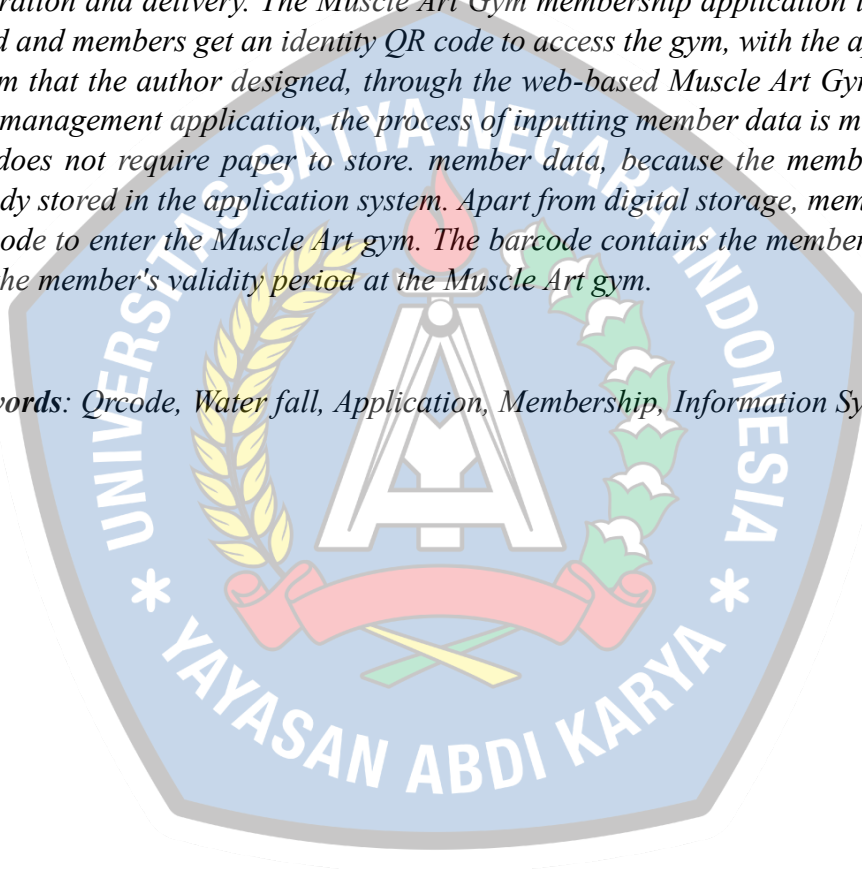 ration and delivery. The Muscle Art Gym membership application
d and members get an identity QR code to access the gym, with the
m that the author designed, through the web-based Muscle Art
management application, the process of inputting member data is
does not require paper to store. member data, because the
dy stored in the application system. Apart from digital storage,
ode to enter the Muscle Art gym. The barcode contains the member
he member's validity period at the Muscle Art gym.
words: Qrcode, Water fall, Application, Membership, Information
UNIVERSITAS SATYA NEGARA INDONESIA
YAYASAN ABDI KARYA